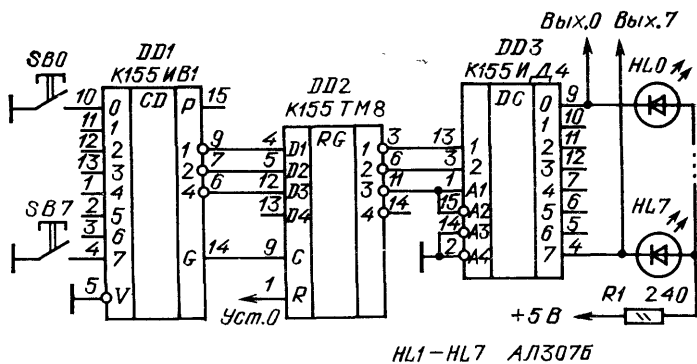 Вых.0 Вых.7
DD1
К155ИВ1
DD2
К155ТМ8
DD3
К155ИД4
SB0
SB7
HL0
HL7
CD
10 0
11 1
12 2
13 3
1 4
2 5
3 6
4 7
5 V
P 15
1 9
2 7
4 6
G 14
RG
4 D1
5 D2
12 D3
13 D4
9 C
1 R
Уст.0
1 3
2 6
3 11
4 14
DC
13 1
3 2
1 A1
15 A2
14 A3
2 A4
0 9
1 10
2 11
3 12
4 7
5 6
6 5
7 4
R1 240
+5В
HL1-HL7 АЛ307Б